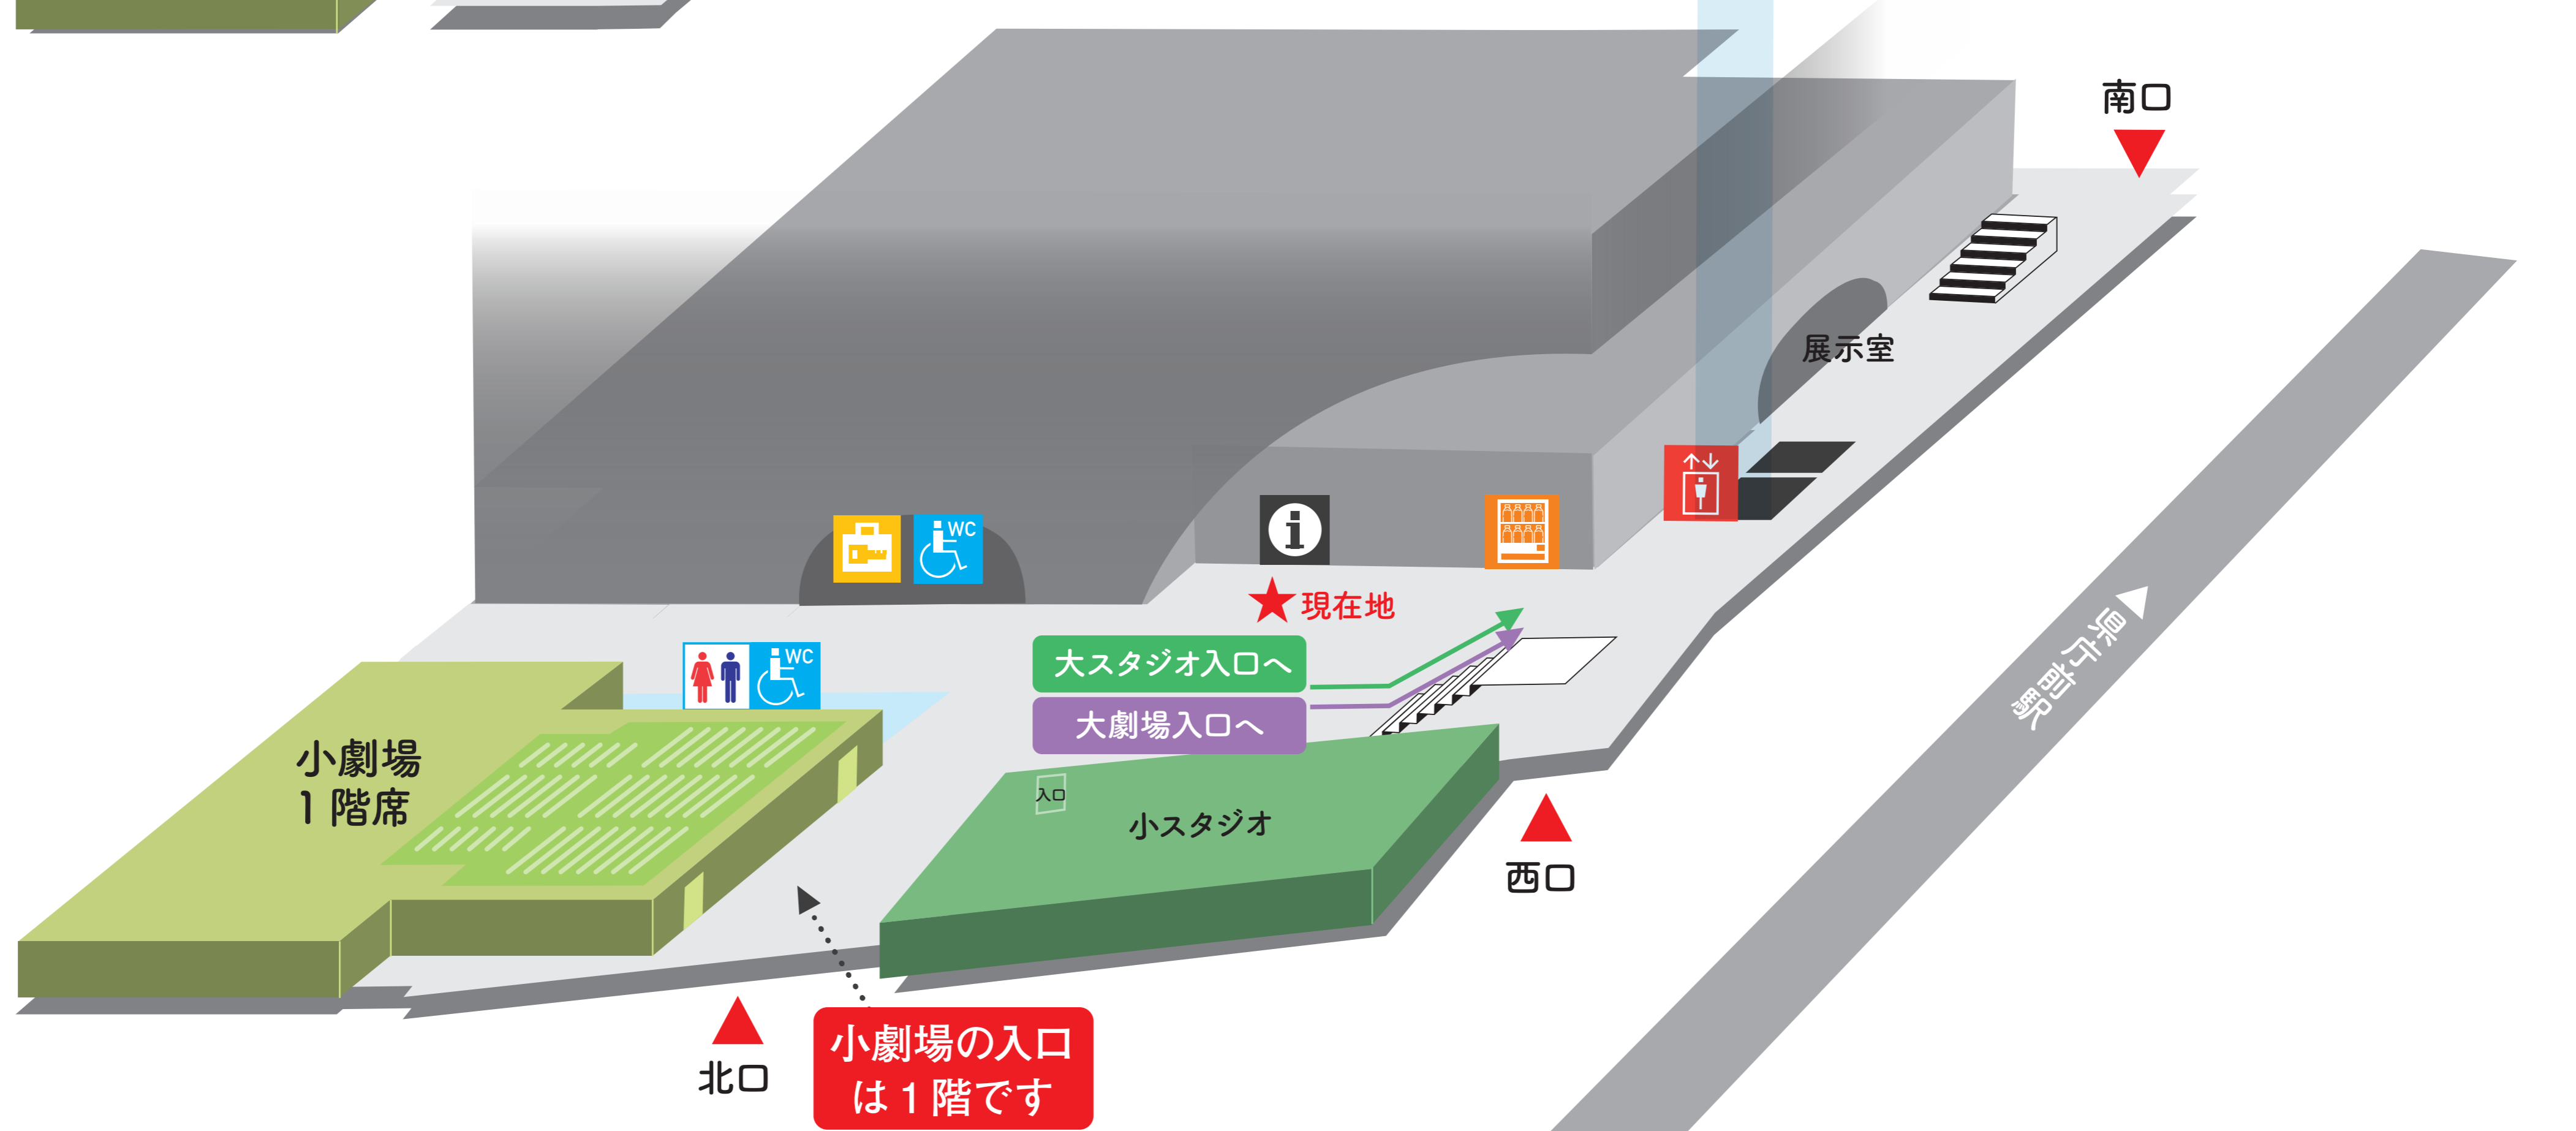 南口
展示室
WC
現在地
大スタジオ入口へ
WC
大劇場入口へ
県庁前駅
小劇場
1階席
入口
小スタジオ
西口
小劇場の入口
は1階です
北口